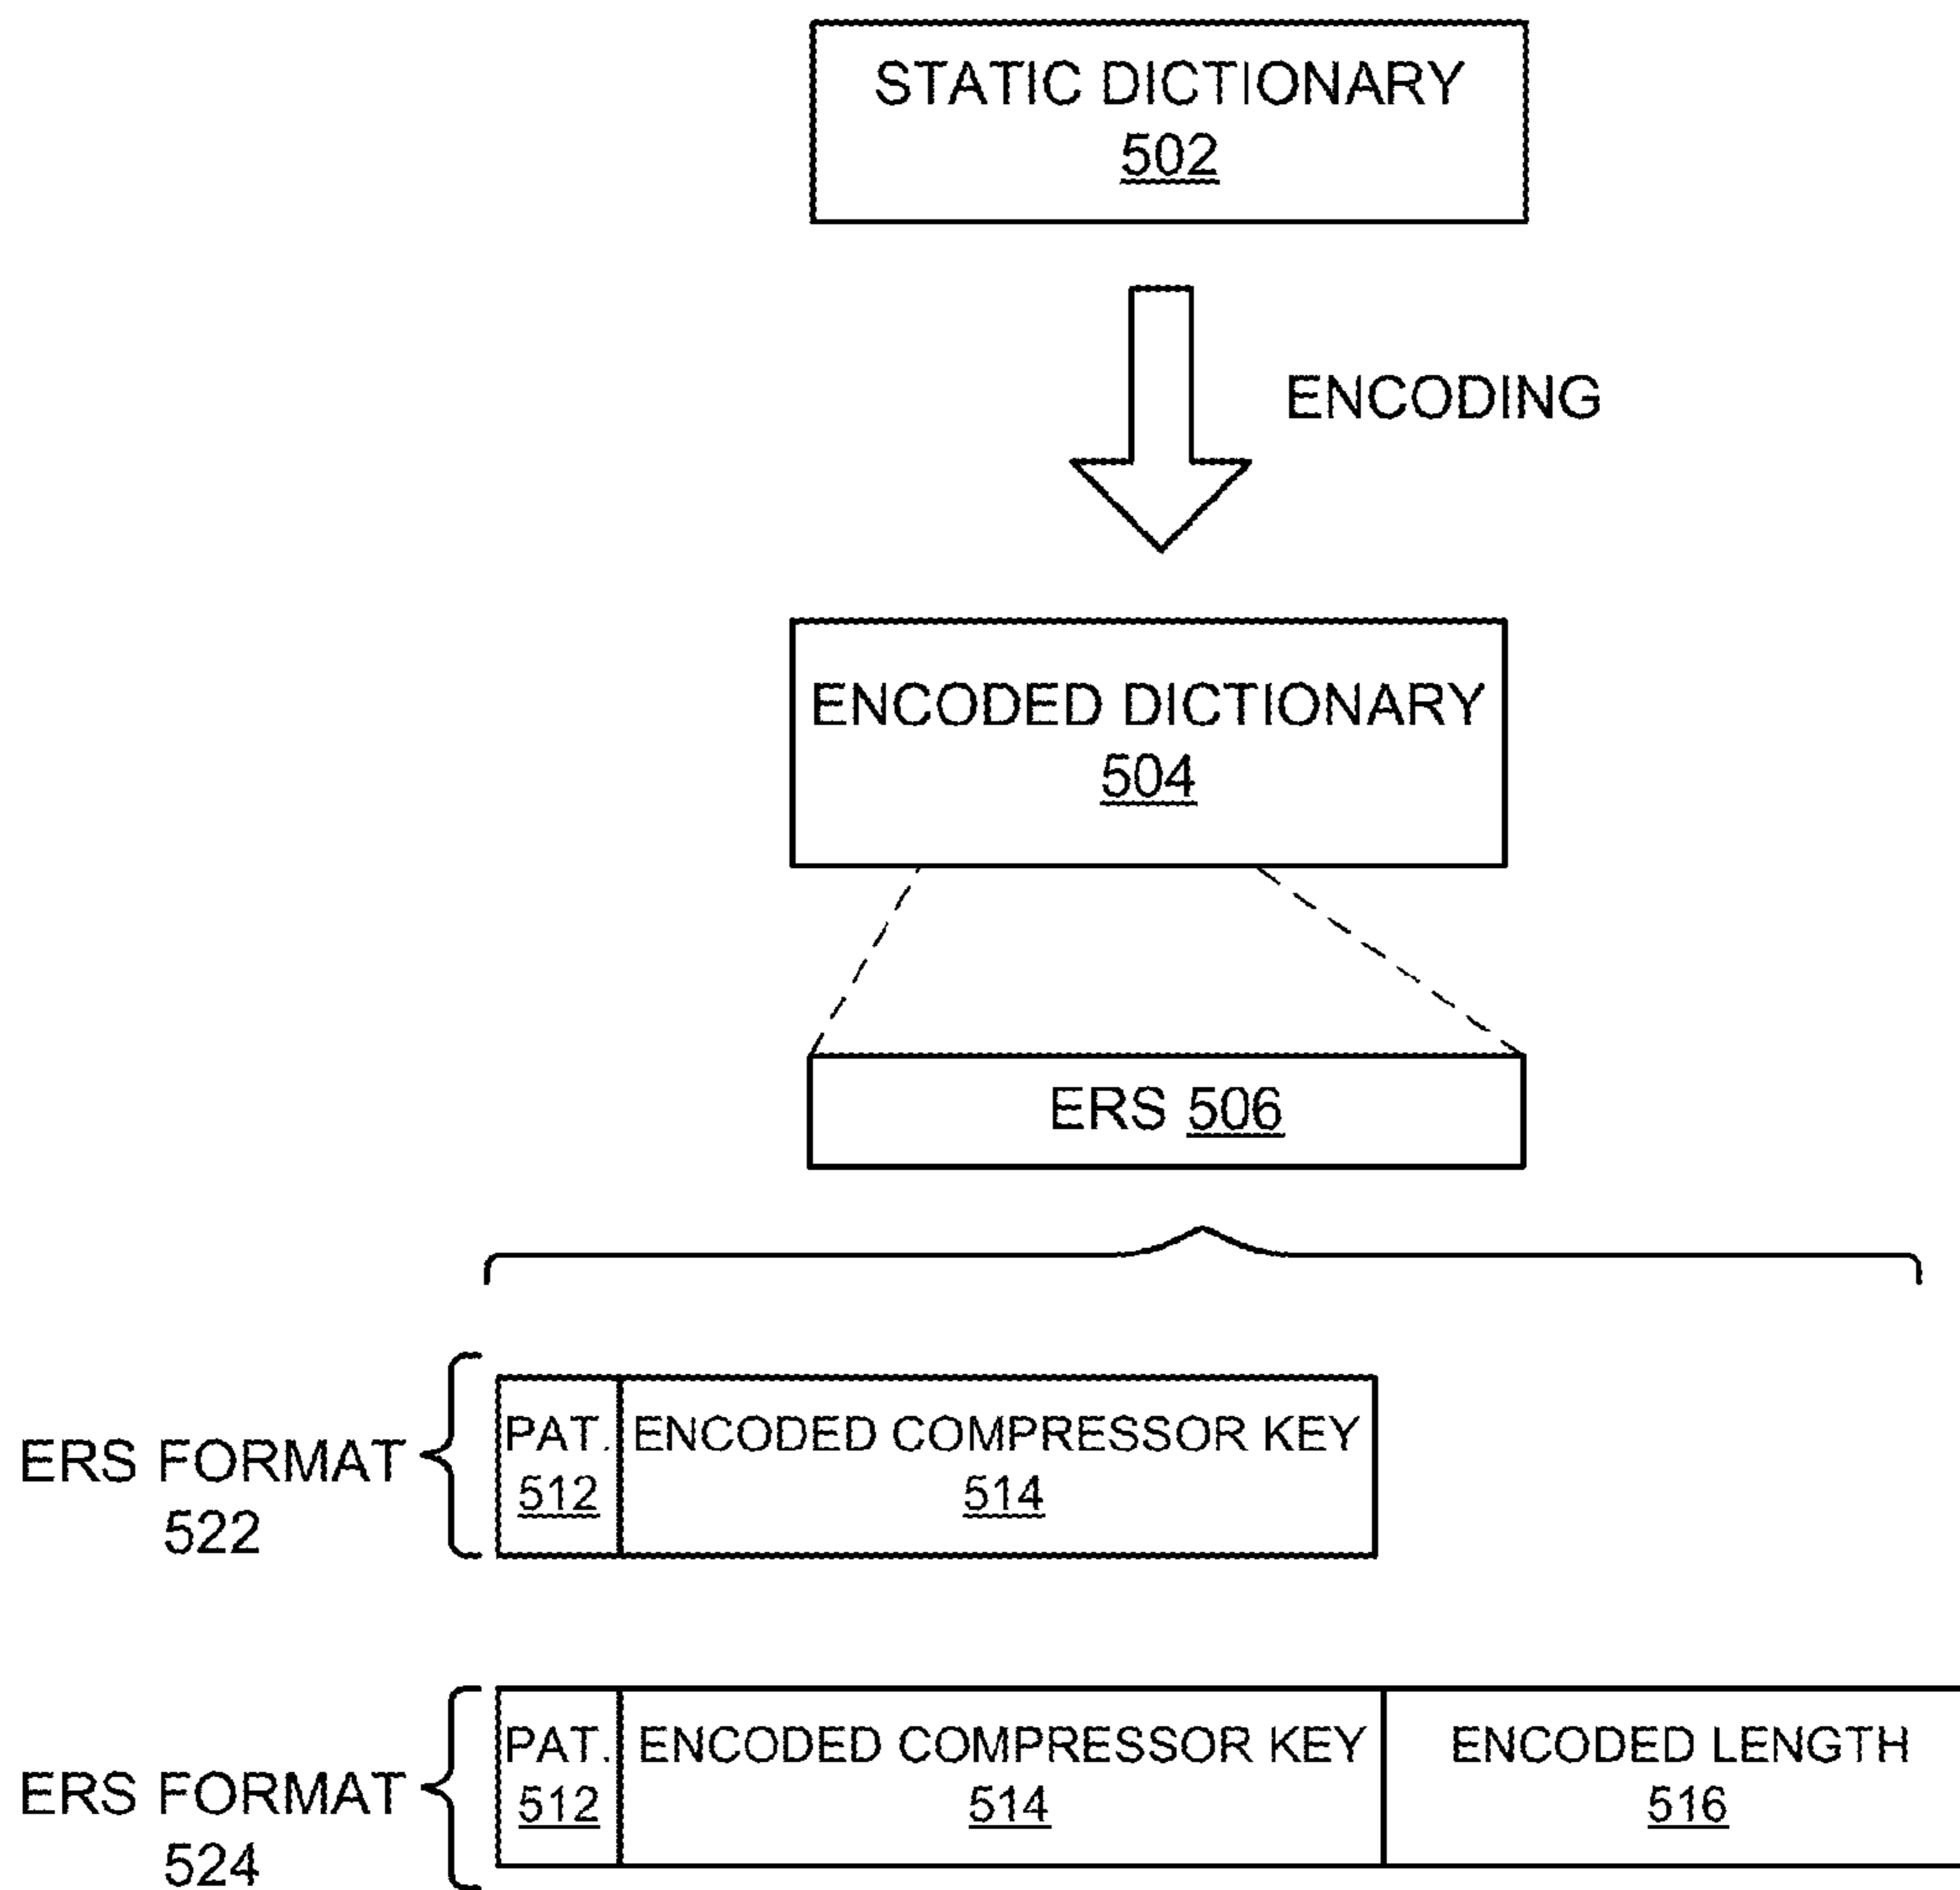 STATIC DICTIONARY
502
ENCODING
ENCODED DICTIONARY
504
ERS 506
ERS FORMAT
522
PAT.
512
ENCODED COMPRESSOR KEY
514
ERS FORMAT
524
PAT.
512
ENCODED COMPRESSOR KEY
514
ENCODED LENGTH
516